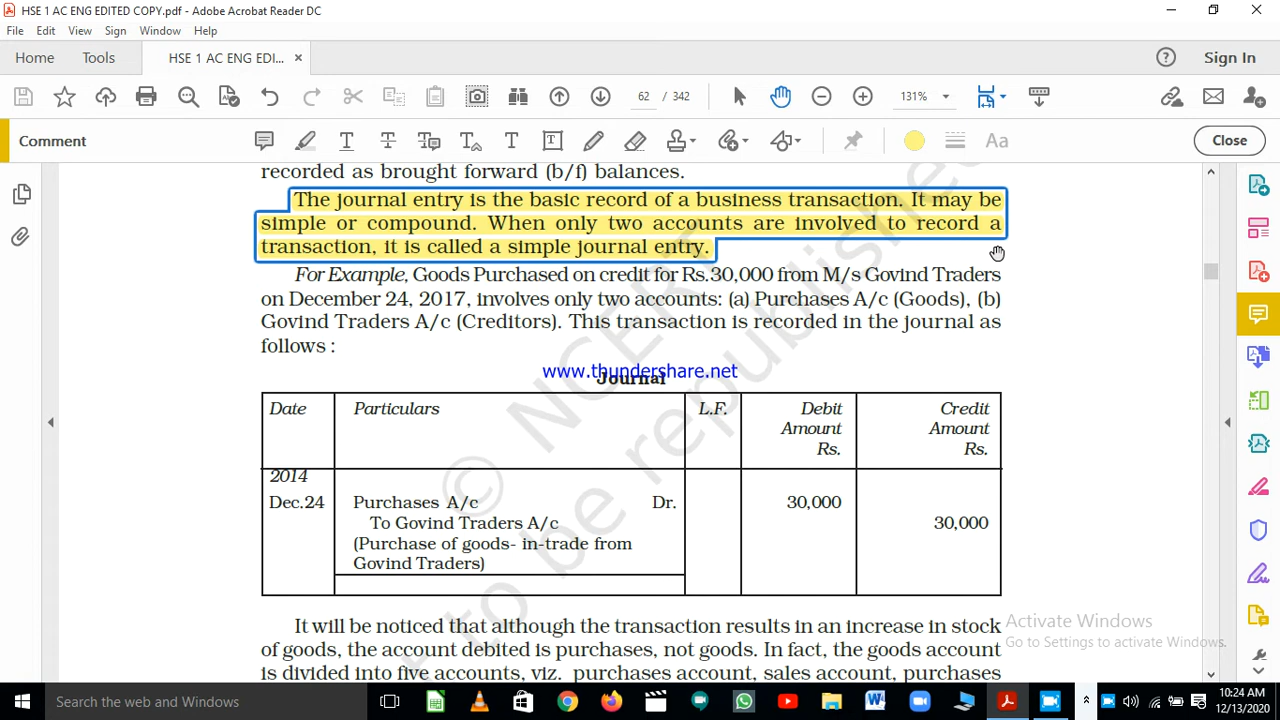 HSE 1 AC ENG EDITED COPY.pdf - Adobe Acrobat Reader DC
File Edit View Sign Window Help
Home Tools HSE 1 AC ENG EDI... × Sign In
62 / 342 131%
Comment Close
recorded as brought forward (b/f) balances.
The journal entry is the basic record of a business transaction. It may be
simple or compound. When only two accounts are involved to record a
transaction, it is called a simple journal entry.
For Example, Goods Purchased on credit for Rs.30,000 from M/s Govind Traders
on December 24, 2017, involves only two accounts: (a) Purchases A/c (Goods), (b)
Govind Traders A/c (Creditors). This transaction is recorded in the journal as
follows :
www.thundershare.net
Journal
Date Particulars L.F. Debit Credit
Amount Amount
Rs. Rs.
2014
Dec.24 Purchases A/c Dr. 30,000
To Govind Traders A/c 30,000
(Purchase of goods- in-trade from
Govind Traders)
© NCERT
to be republished
It will be noticed that although the transaction results in an increase in stock
of goods, the account debited is purchases, not goods. In fact, the goods account
is divided into five accounts, viz. purchases account, sales account, purchases
Activate Windows
Go to Settings to activate Windows.
Search the web and Windows
10:24 AM
12/13/2020